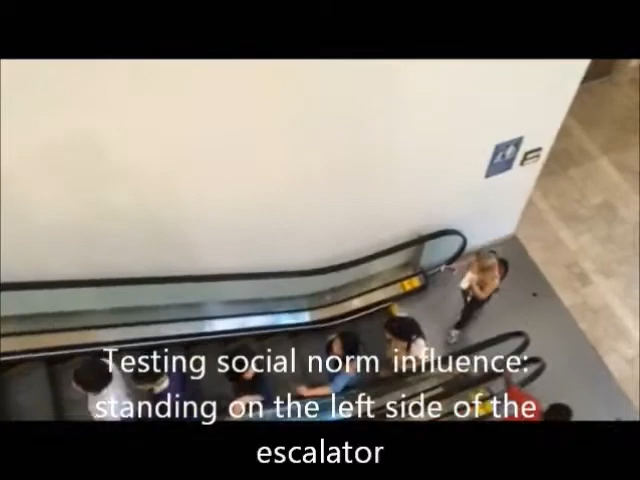 Testing social norm influence:
standing on the left side of the
escalator